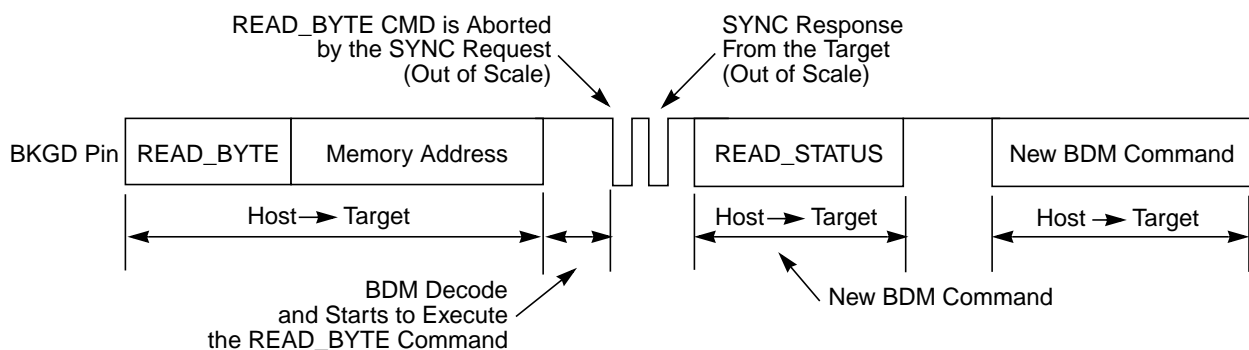 READ_BYTE CMD is Aborted
by the SYNC Request
(Out of Scale)
SYNC Response
From the Target
(Out of Scale)
BKGD Pin
READ_BYTE
Memory Address
READ_STATUS
New BDM Command
Host Target
Host Target
Host Target
BDM Decode
and Starts to Execute
the READ_BYTE Command
New BDM Command